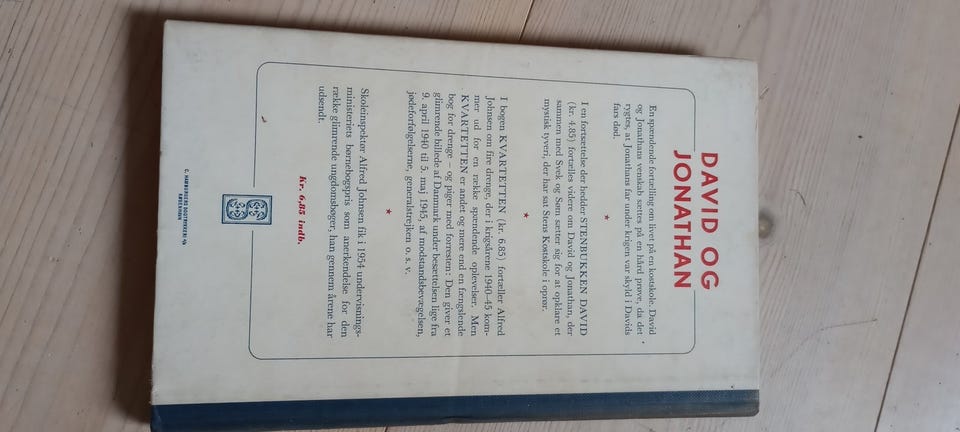 DAVID OG
JONATHAN
En spændende fortælling om livet på en kostskole. David
og Jonathans venskab sættes på en hård prøve, da det
rygtes, at Jonathans far under krigen var skyld i Davids
fars død.
★
I en fortsættelse der hedder STENBUKKEN DAVID
(kr. 4,85) fortælles videre om David og Jonathan, der
sammen med Svek og Søm sætter sig for at opklare et
mystisk tyveri, der har sat Stens Kostskole i oprør.
★
I bogen KVARTETTEN (kr. 6,85) fortæller Alfred
Johnsen om fire drenge, der i krigsårene 1940–45 kom-
mer ud for en række spændende oplevelser. Men
KVARTETTEN er andet og mere end en fængslende
bog for drenge – og piger med forresten: Den giver et
glimrende billede af Danmark under besættelsen lige fra
9. april 1940 til 5. maj 1945, af modstandsbevægelsen,
jødeforfølgelserne, generalstrejken o. s. v.
★
Skoleinspektør Alfred Johnsen fik i 1954 undervisnings-
ministeriets børnebogspris som anerkendelse for den
række glimrende ungdomsbøger, han gennem årene har
udsendt.
Kr. 6,85 indb.
KØBENHAVN